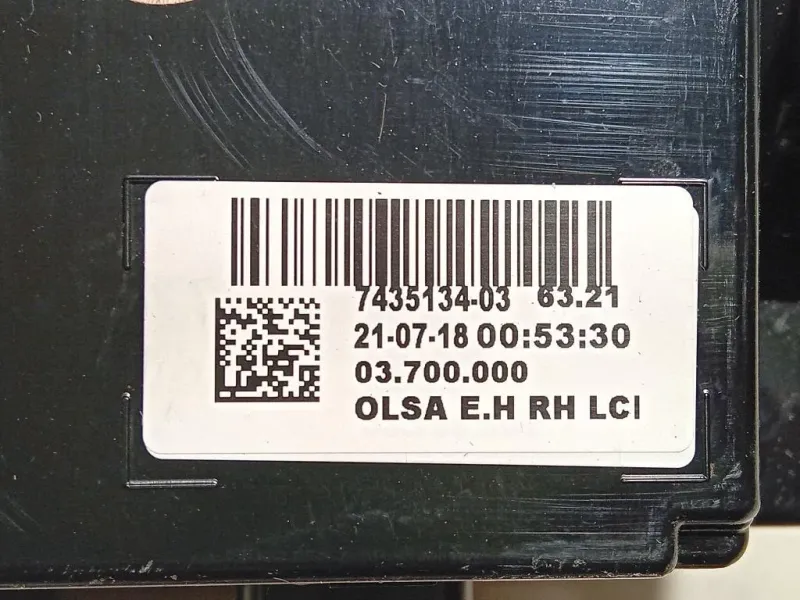 7435134-03 63.21
21-07-18 00:53:30
03.700.000
OLSA E.H RH LCI